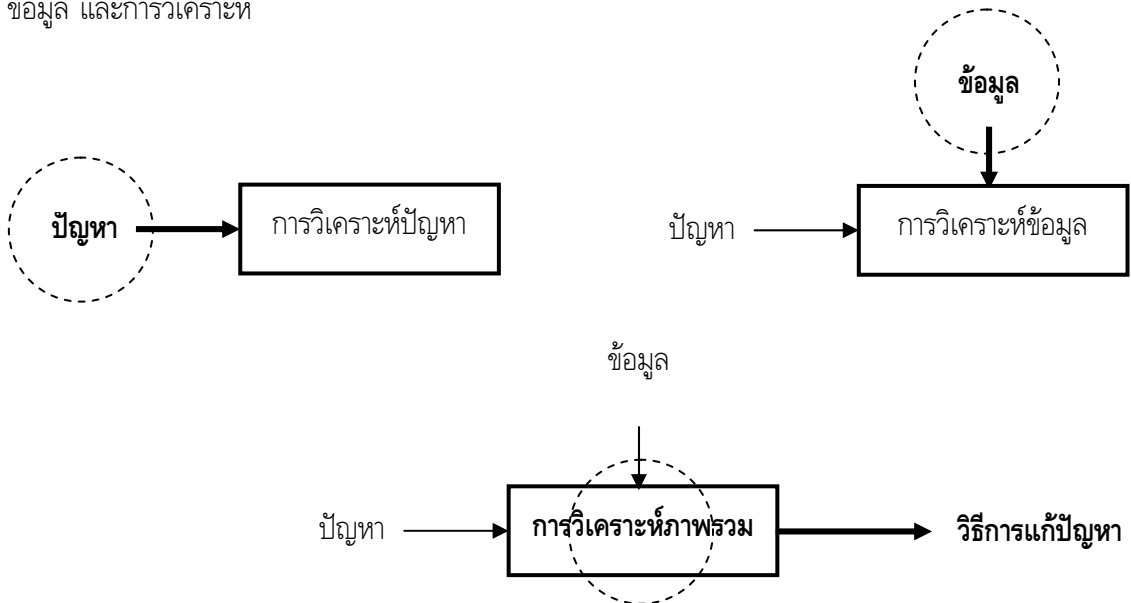 ข้อมูล และการวิเคราะห์
ข้อมูล
ปัญหา
การวิเคราะห์ปัญหา
ปัญหา
การวิเคราะห์ข้อมูล
ข้อมูล
ปัญหา
การวิเคราะห์ภาพรวม
วิธีการแก้ปัญหา